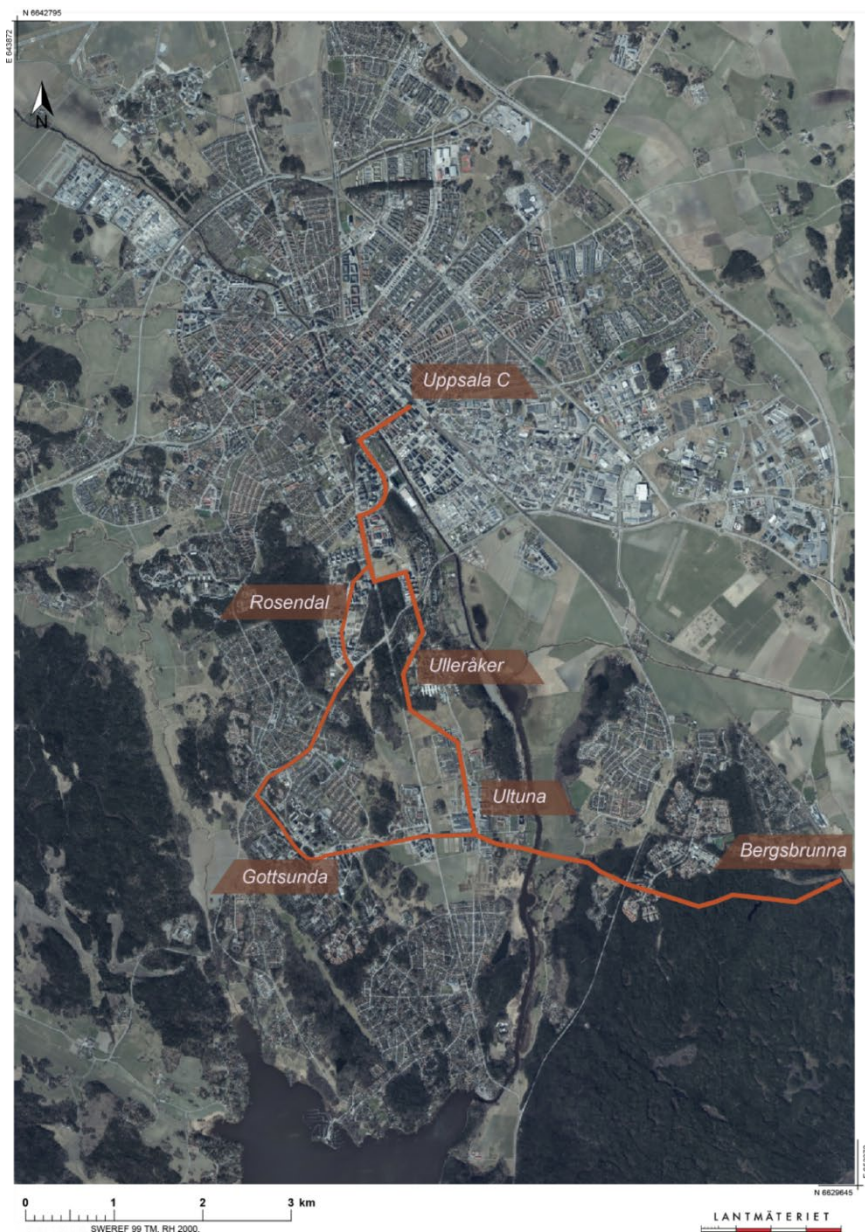 N 6642795
E 643872
N
Uppsala C
Rosendal
Ulleråker
Ultuna
Bergsbrunna
Gottsunda
N 6629645
0 1 2 3 km
SWEREF 99 TM, RH 2000.
LANTMÄTERIET